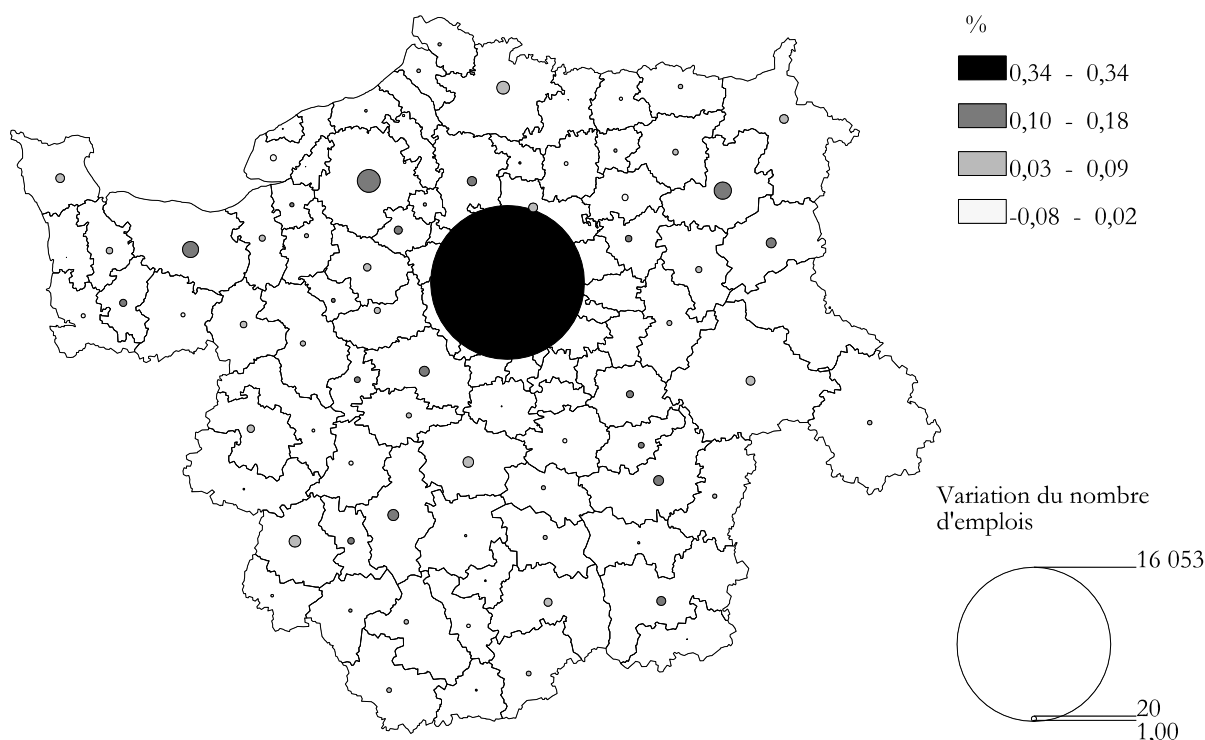 %
0,34 - 0,34
0,10 - 0,18
0,03 - 0,09
-0,08 - 0,02
Variation du nombre
d'emplois
16 053
20
1,00